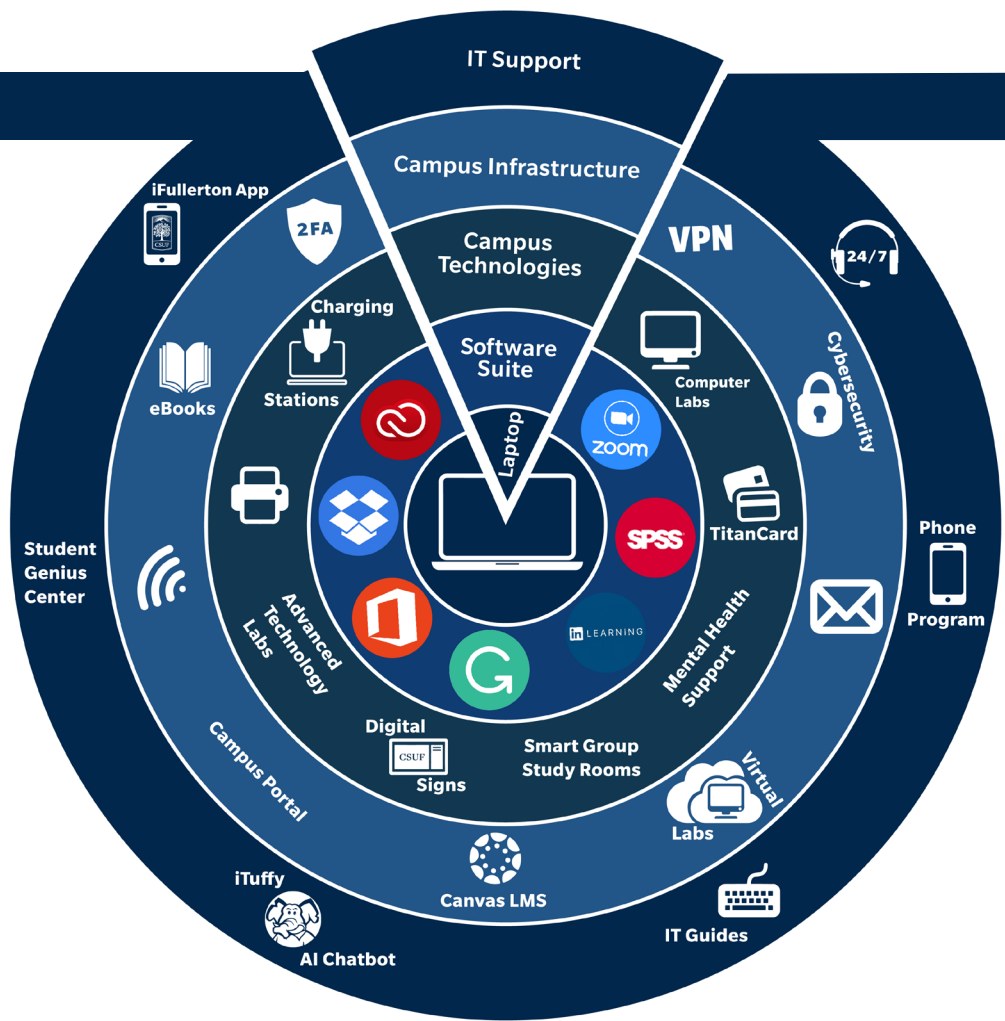 IT Support
Campus Infrastructure
Campus
Technologies
Software
Suite
Laptop
iFullerton App
CSUF
2FA
VPN
24/7
Charging
Stations
Computer
Labs
Cybersecurity
eBooks
zoom
TitanCard
SPSS
Student
Genius
Center
Phone
Program
Advanced
Technology
Labs
in LEARNING
Mental Health
Support
Digital
CSUF
Signs
Smart Group
Study Rooms
Campus Portal
Virtual
Labs
Canvas LMS
iTuffy
AI Chatbot
IT Guides